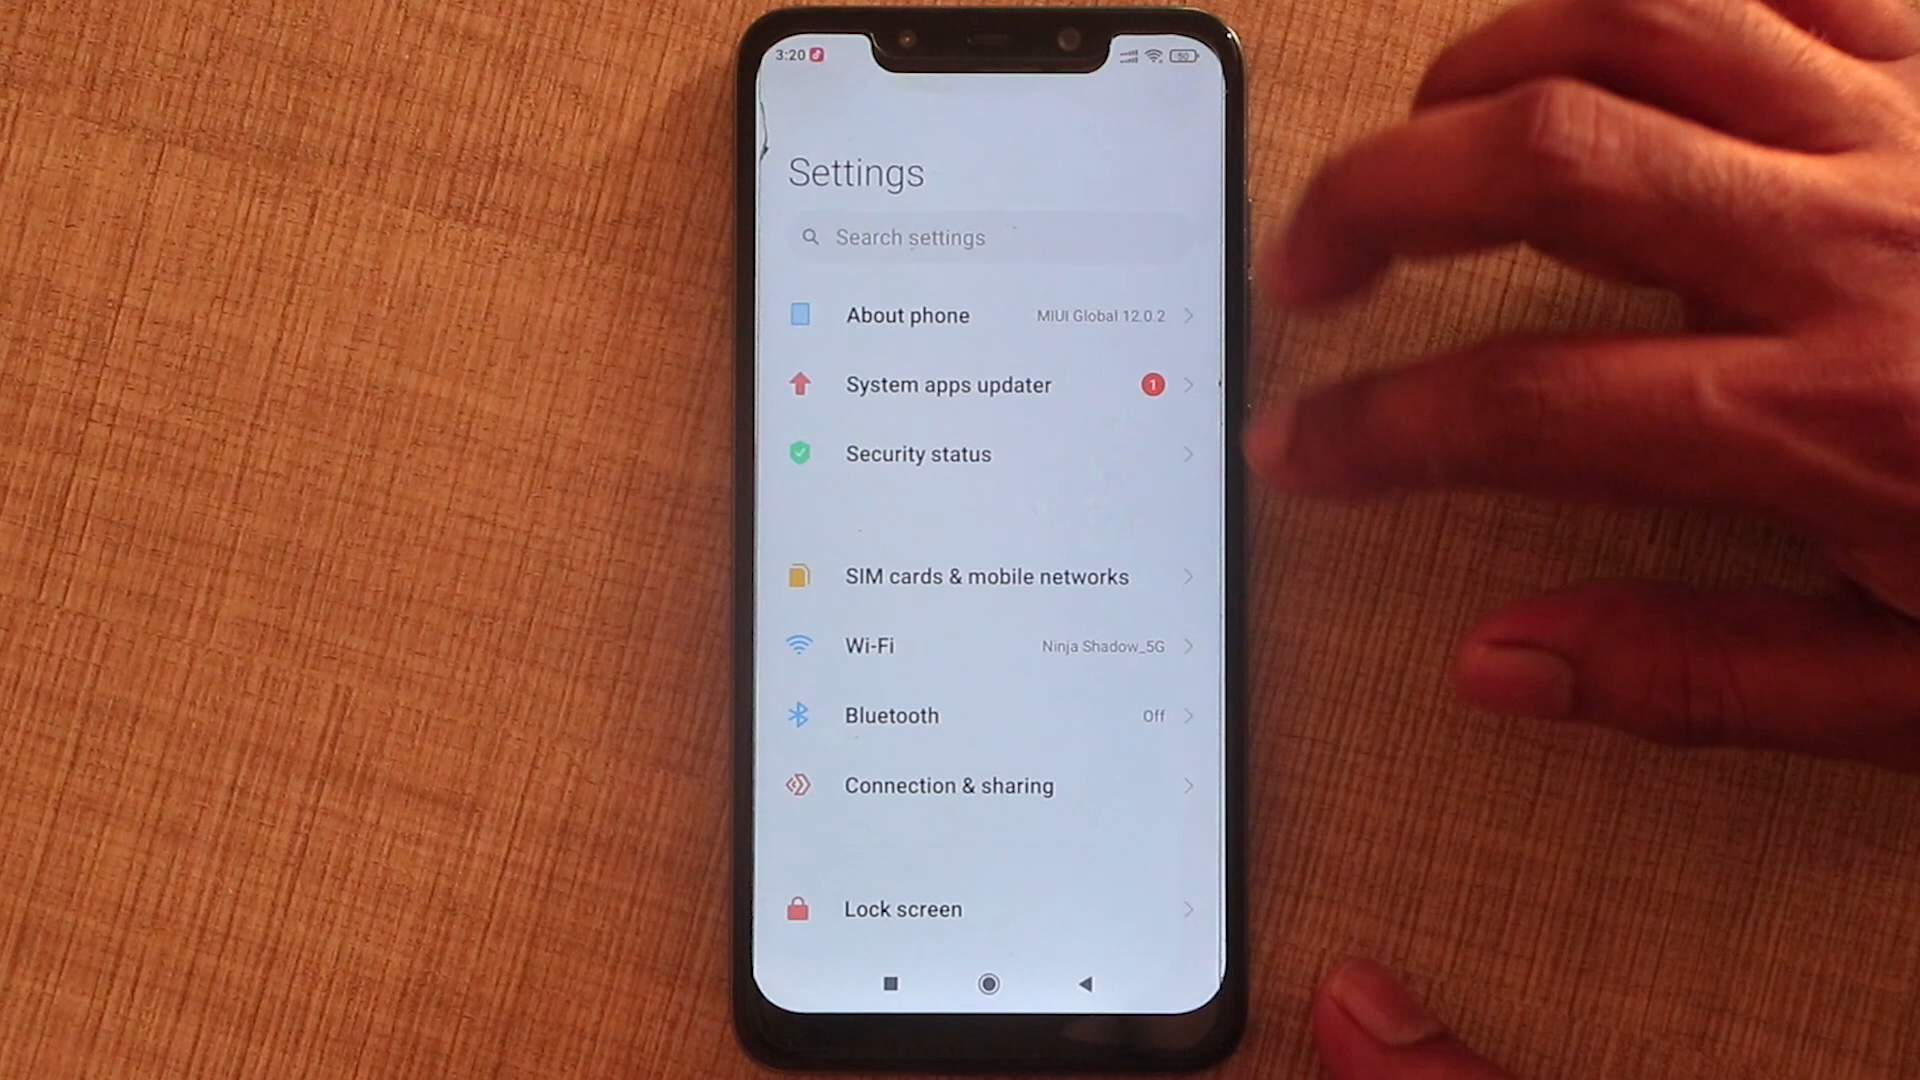 3:20
50
Settings
Search settings
About phone MIUI Global 12.0.2
System apps updater 1
Security status
SIM cards & mobile networks
Wi-Fi Ninja Shadow_5G
Bluetooth Off
Connection & sharing
Lock screen